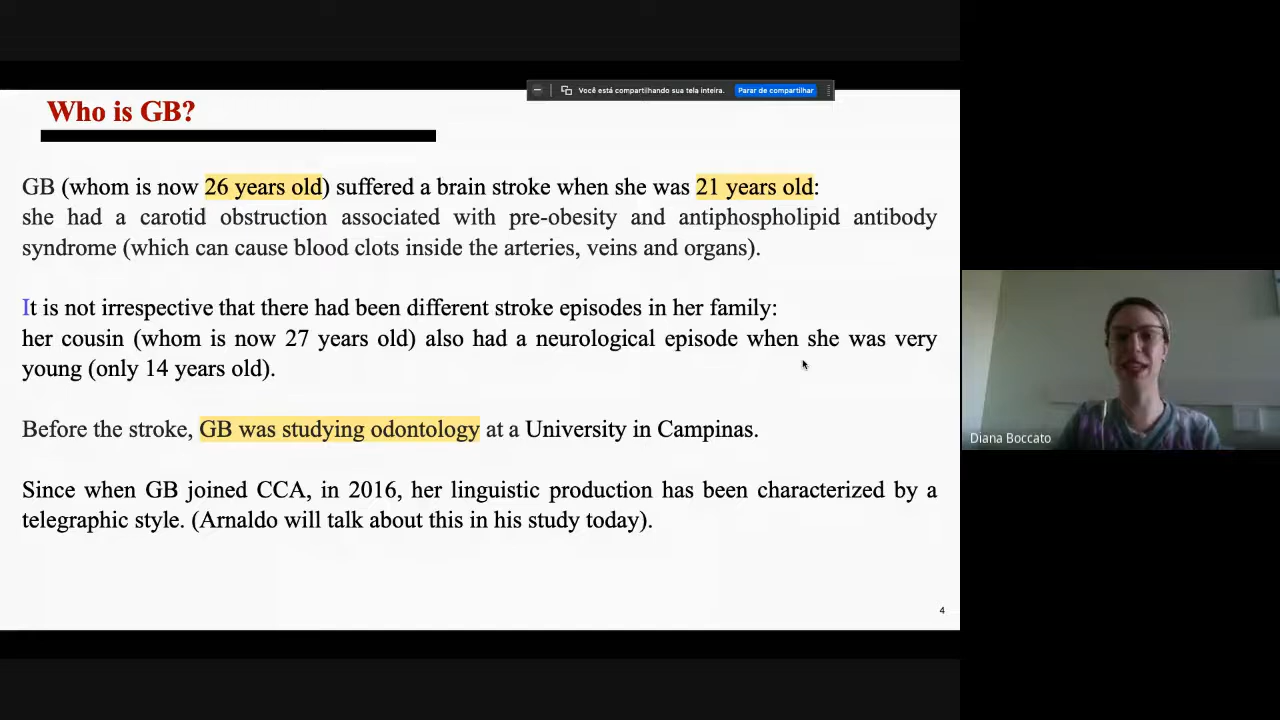 Você está compartilhando sua tela inteira.
Parar de compartilhar
Who is GB?
GB (whom is now 26 years old) suffered a brain stroke when she was 21 years old:
she had a carotid obstruction associated with pre-obesity and antiphospholipid antibody
syndrome (which can cause blood clots inside the arteries, veins and organs).
It is not irrespective that there had been different stroke episodes in her family:
her cousin (whom is now 27 years old) also had a neurological episode when she was very
young (only 14 years old).
Before the stroke, GB was studying odontology at a University in Campinas.
Since when GB joined CCA, in 2016, her linguistic production has been characterized by a
telegraphic style. (Arnaldo will talk about this in his study today).
4
Diana Boccato